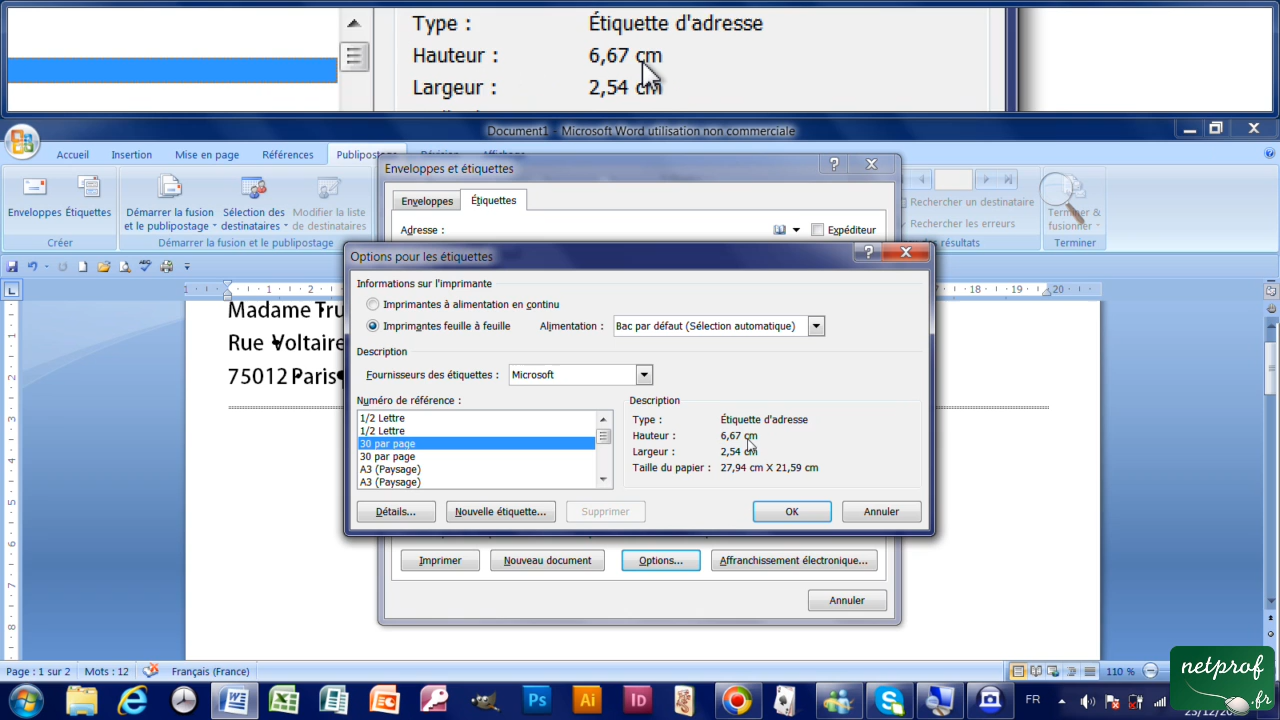 Type : Étiquette d'adresse
Hauteur : 6,67 cm
Largeur : 2,54 cm
Document1 - Microsoft Word utilisation non commerciale
Accueil Insertion Mise en page Références Publipostage Révision Affichage
Enveloppes Étiquettes
Démarrer la fusion et le publipostage
Sélection des destinataires
Modifier la liste de destinataires
Créer
Démarrer la fusion et le publipostage
Rechercher un destinataire
Rechercher les erreurs
Terminer & fusionner
Terminer
Enveloppes et étiquettes
Enveloppes Étiquettes
Adresse : Expéditeur
Madame
Rue Voltaire
75012 Paris
Options pour les étiquettes
Informations sur l'imprimante
Imprimantes à alimentation en continu
Imprimantes feuille à feuille Alimentation : Bac par défaut (Sélection automatique)
Description
Fournisseurs des étiquettes : Microsoft
Numéro de référence :
1/2 Lettre
1/2 Lettre
30 par page
30 par page
A3 (Paysage)
A3 (Paysage)
Description
Type : Étiquette d'adresse
Hauteur : 6,67 cm
Largeur : 2,54 cm
Taille du papier : 27,94 cm X 21,59 cm
Détails... Nouvelle étiquette... Supprimer OK Annuler
Imprimer Nouveau document Options... Affranchissement électronique...
Annuler
Page : 1 sur 2 Mots : 12 Français (France) 110 %
Ps Ai Id FR
netprof
.fr